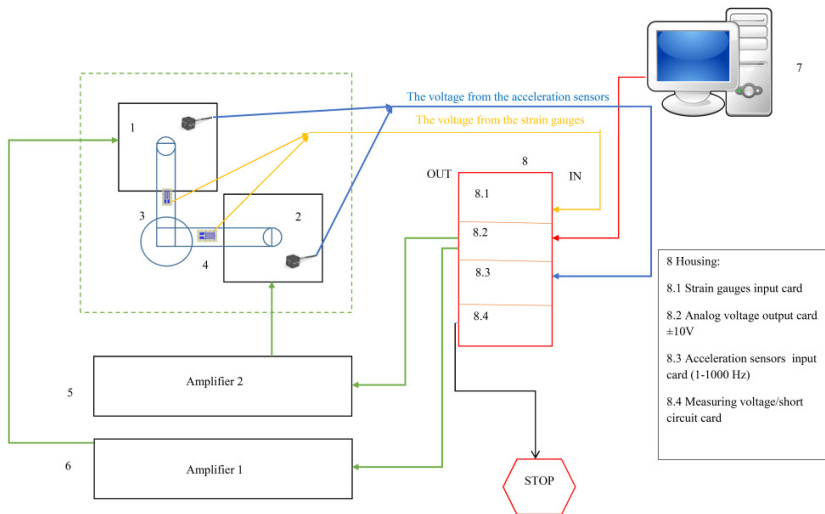 7
1
The voltage from the acceleration sensors
The voltage from the strain gauges
OUT
8
IN
8.1
3
2
8.2
4
8.3
8.4
8 Housing:
8.1 Strain gauges input card
8.2 Analog voltage output card
±10V
8.3 Acceleration sensors input
card (1-1000 Hz)
8.4 Measuring voltage/short
circuit card
5
Amplifier 2
6
Amplifier 1
STOP